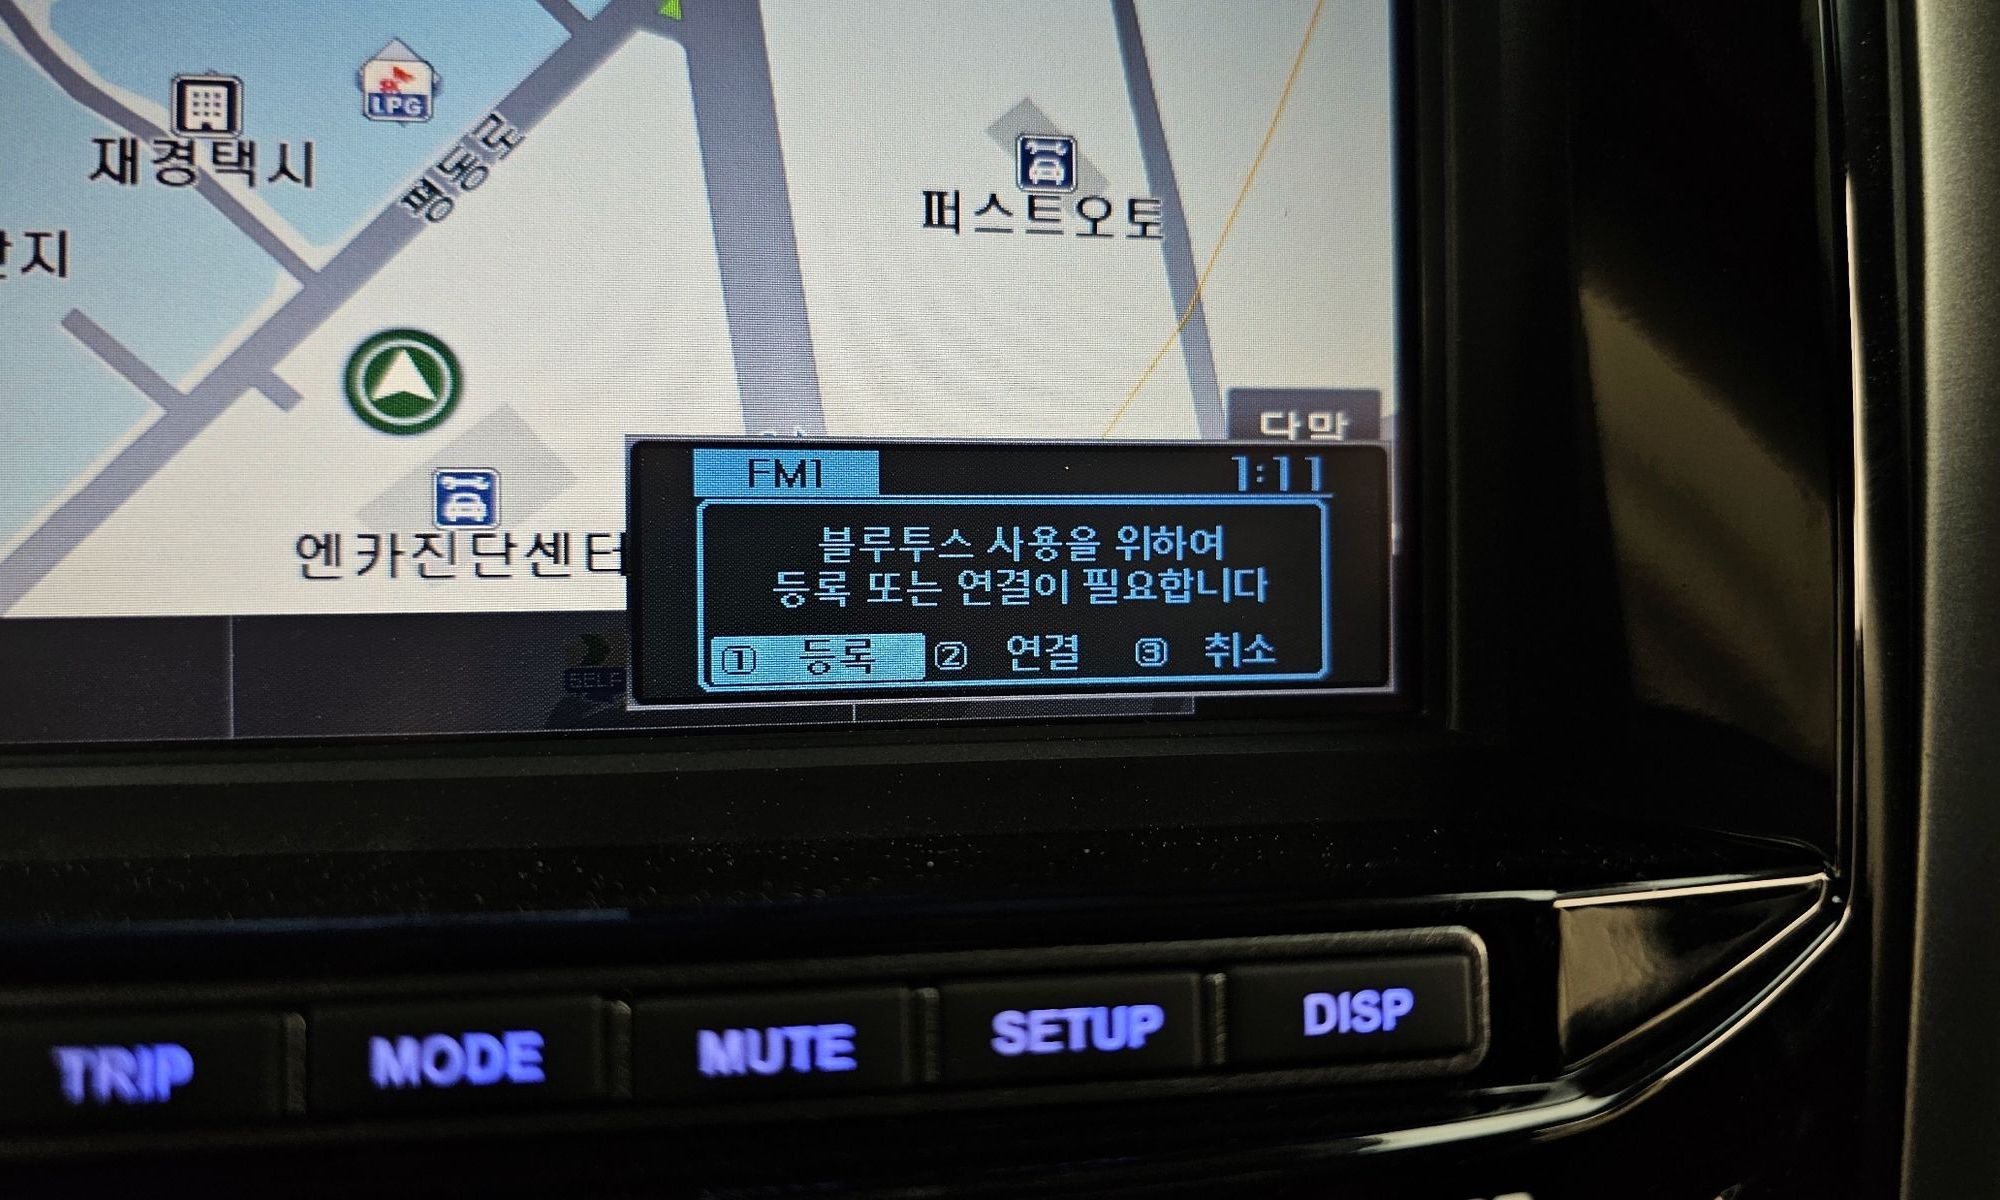 LPG
재경택시
평동로
퍼스트오토
단지
엔카진단센터
FM1 1:11
블루투스 사용을 위하여
등록 또는 연결이 필요합니다
① 등록 ② 연결 ③ 취소
SELF
TRIP MODE MUTE SETUP DISP